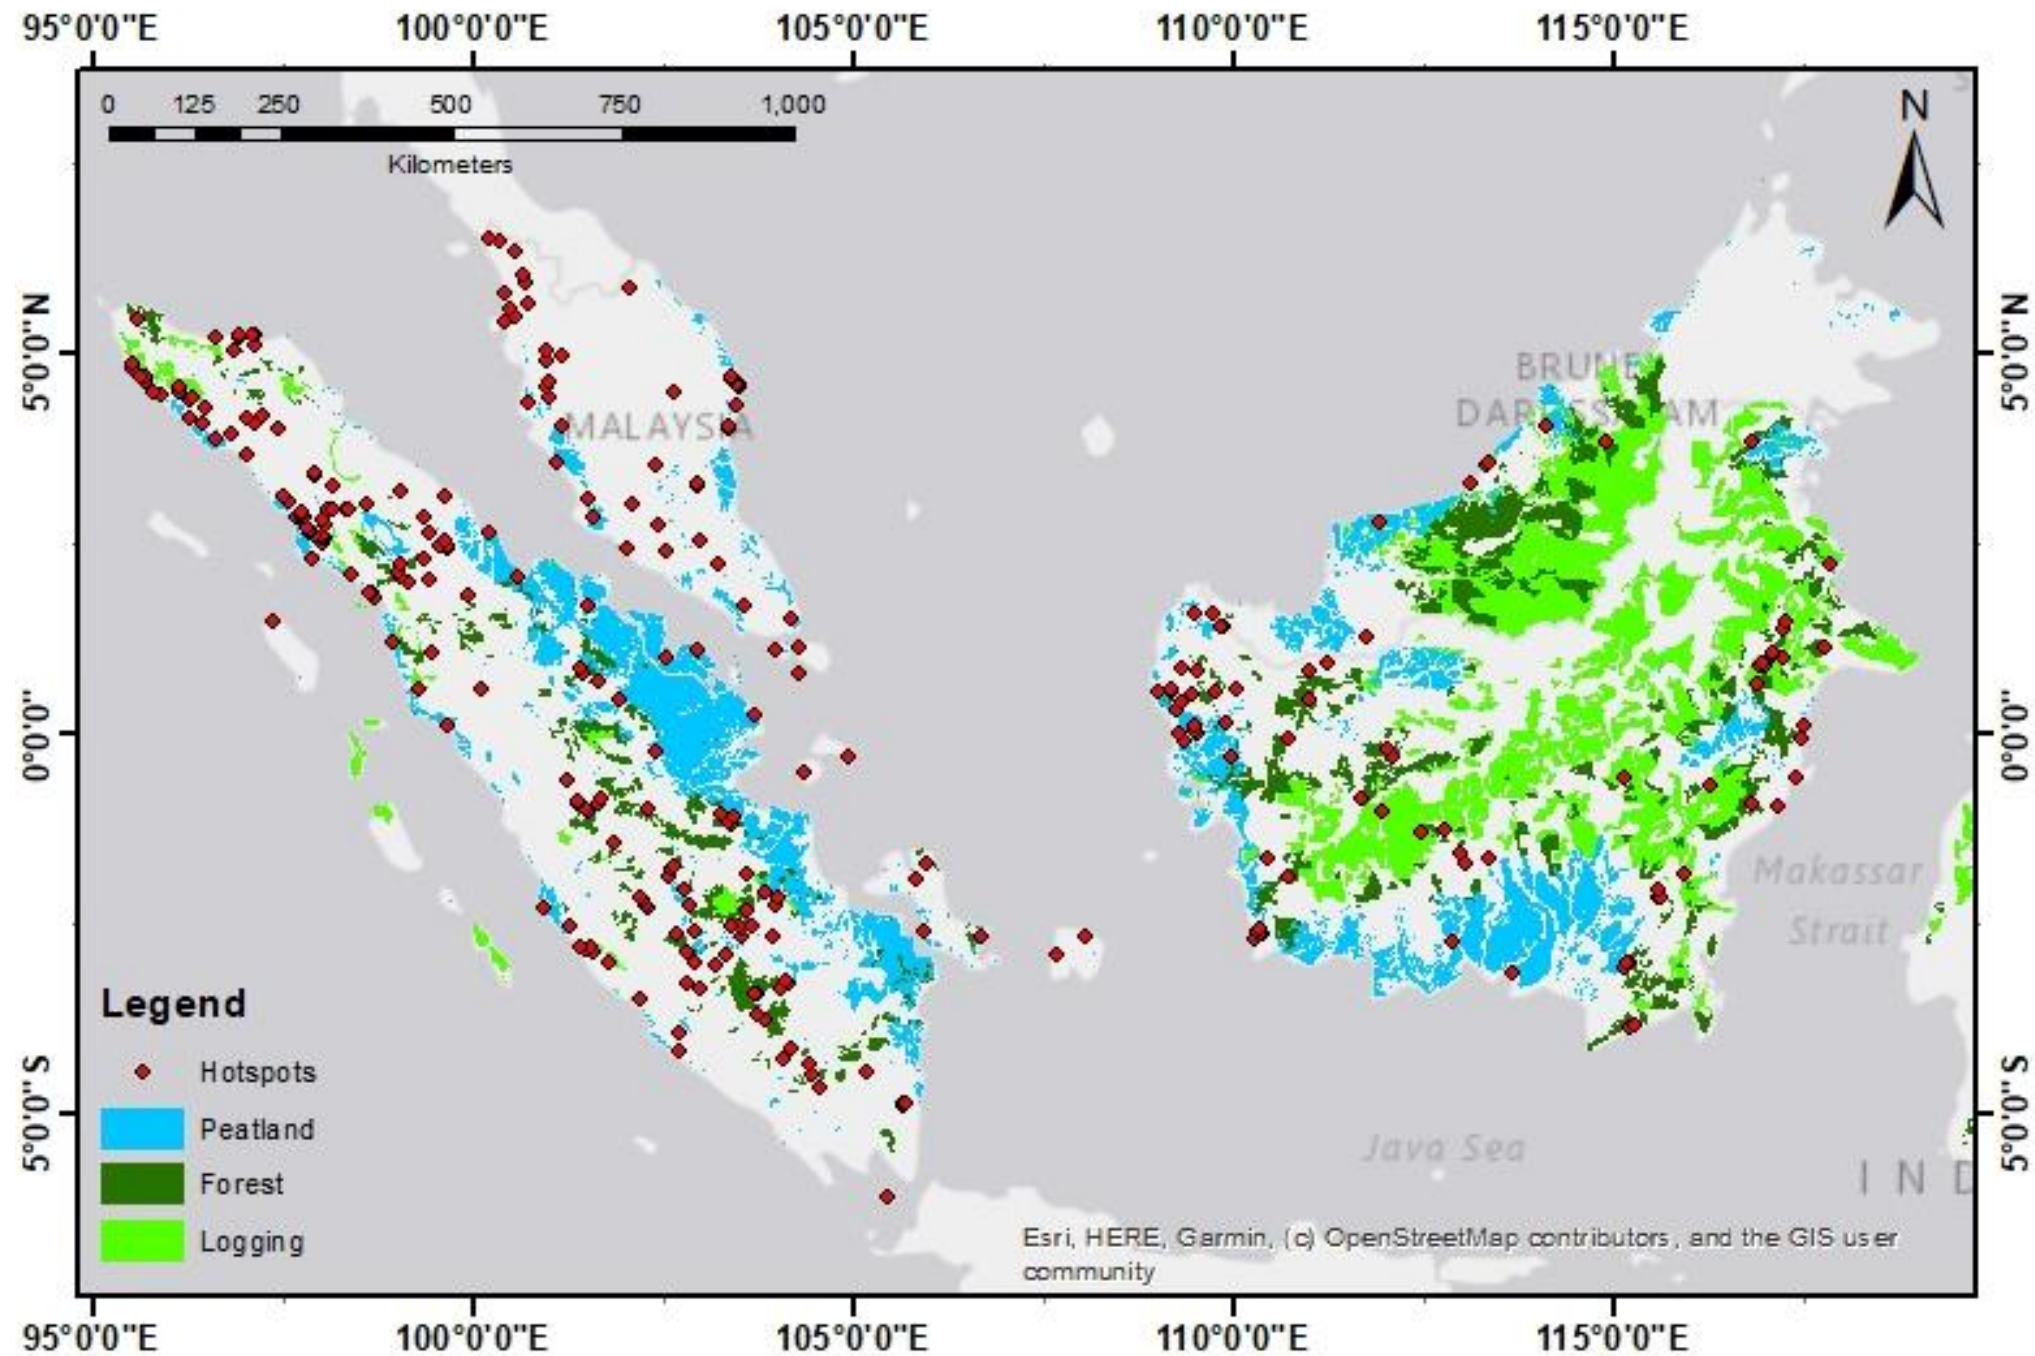 95°0'0"E 100°0'0"E 105°0'0"E 110°0'0"E 115°0'0"E
0 125 250 500 750 1,000
Kilometers
N
5°0'0"N 5°0'0"N
BRUNE
DARUSSALAM
MALAYSIA
0°0'0" 0°0'0"
Makassar
Strait
Legend
Hotspots
Peatland
Forest
Logging
5°0'0"S 5°0'0"S
Java Sea
IND
Esri, HERE, Garmin, (c) OpenStreetMap contributors, and the GIS user
community
95°0'0"E 100°0'0"E 105°0'0"E 110°0'0"E 115°0'0"E